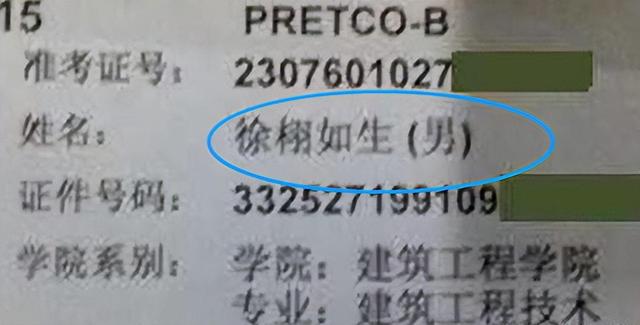 15 PRETCO-B
准考证号: 2307601027
姓名: 徐栩如生 (男)
证件号码: 332527199109
学院系别: 学院: 建筑工程学院
专业: 建筑工程技术